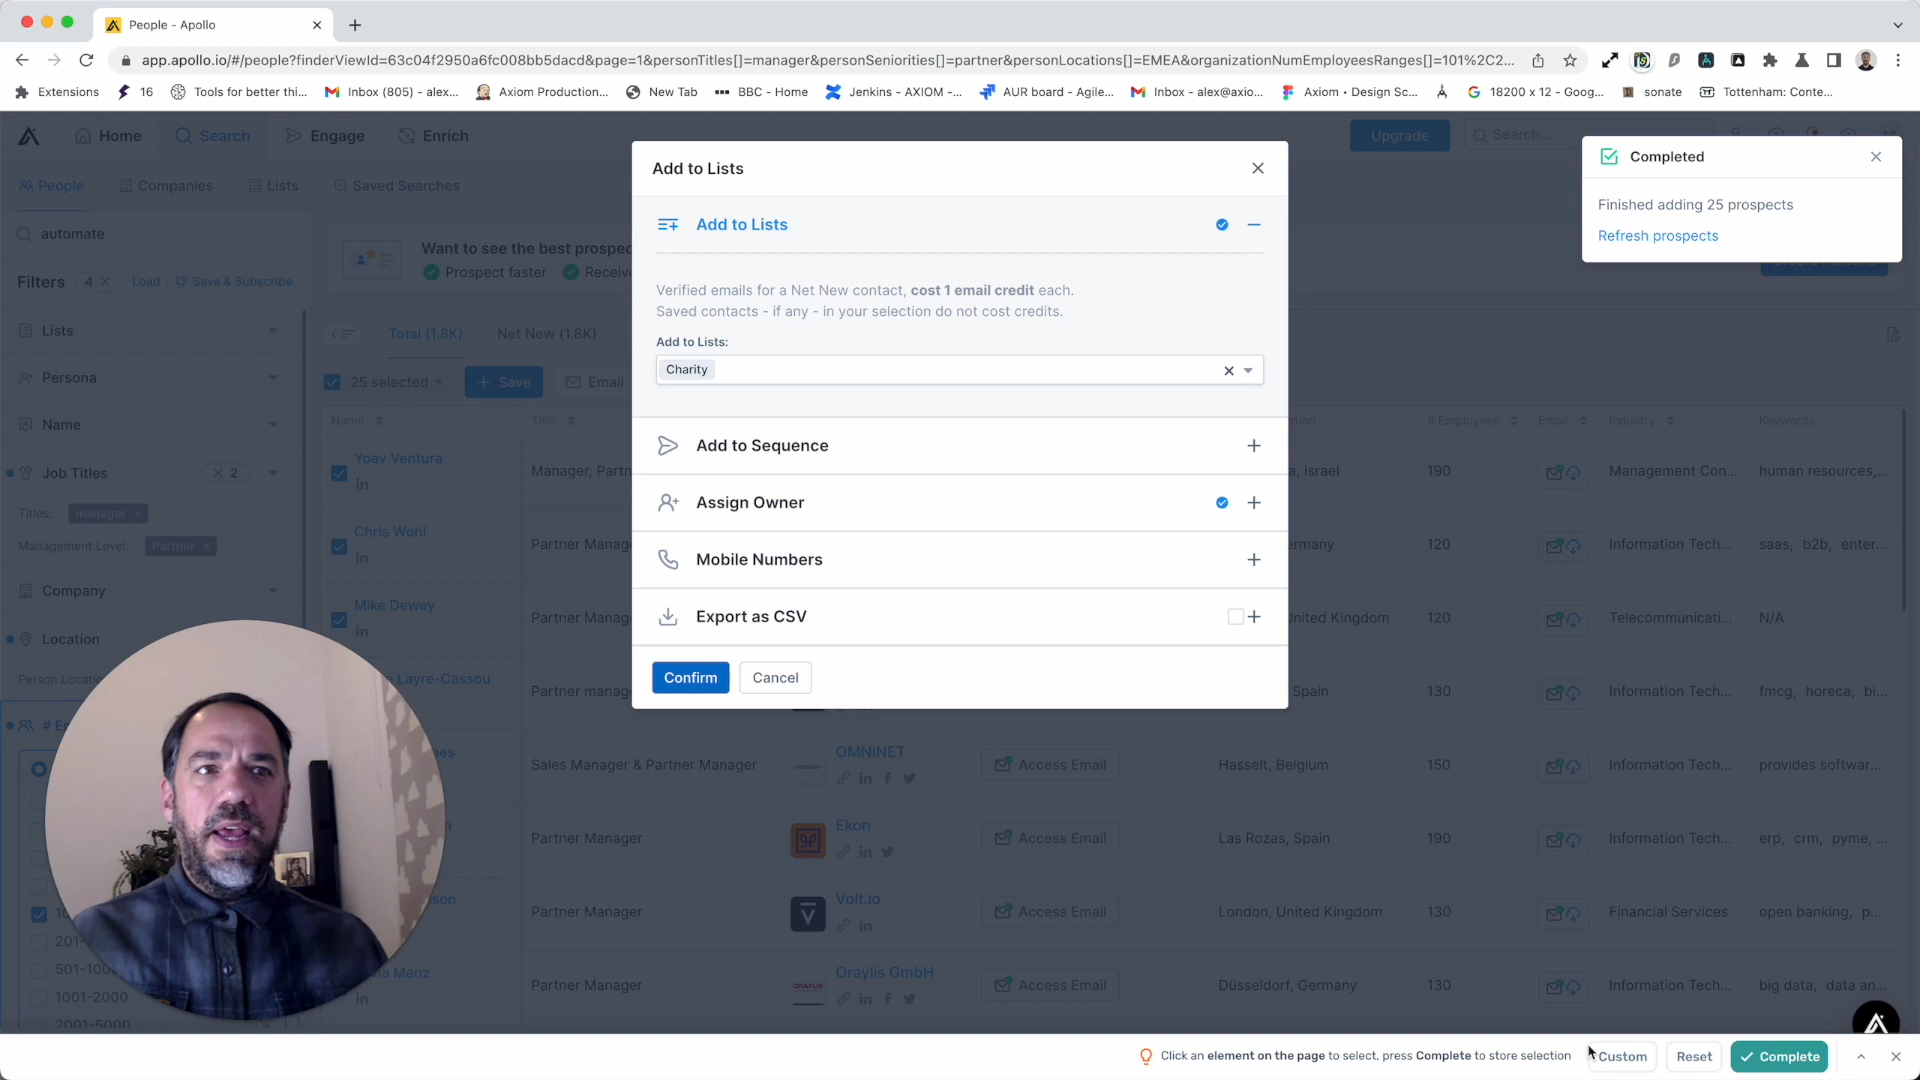 People - Apollo
app.apollo.io/#/people?finderViewId=63c04f2950a6fc008bb5dacd&page=1&personTitles[]=manager&personSeniorities[]=partner&personLocations[]=EMEA&organizationNumEmployeesRanges[]=101%2C2...
Extensions 16 Tools for better thi... Inbox (805) - alex... Axiom Production... New Tab BBC - Home Jenkins - AXIOM -... AUR board - Agile... Inbox - alex@axio... Axiom • Design Sc... 18200 x 12 - Goog... sonate Tottenham: Conte...
Home Search Engage Enrich Upgrade Search...
People Companies Lists Saved Searches
automate
Filters 4 Load Save & Subscribe
Want to see the best prospec
Prospect faster Receive
Lists
Persona
Name
Job Titles 2
Titles: manager
Management Level: Partner
Company
Location
Person Locatio
201-
501-100
1001-2000
2001-5000
Total (1.8K) Net New (1.8K)
25 selected Save Email
Name Title # Employees Email Industry Keywords
Yoav Ventura Manager, Partn a, Israel 190 Management Con... human resources,...
Chris Wohl Partner Manag ermany 120 Information Tech... saas, b2b, enter...
Mike Dewey Partner Manag United Kingdom 120 Telecommunicati... N/A
Layre-Cassou Partner manag Spain 130 Information Tech... fmcg, horeca, bi...
Sales Manager & Partner Manager OMNINET Access Email Hasselt, Belgium 150 Information Tech... provides softwar...
Partner Manager Ekon Access Email Las Rozas, Spain 190 Information Tech... erp, crm, pyme, ...
Partner Manager Volt.io Access Email London, United Kingdom 130 Financial Services open banking, p...
Menz Partner Manager ORAYLIS Oraylis GmbH Access Email Düsseldorf, Germany 130 Information Tech... big data, data an...
Add to Lists
Add to Lists
Verified emails for a Net New contact, cost 1 email credit each.
Saved contacts - if any - in your selection do not cost credits.
Add to Lists:
Charity
Add to Sequence
Assign Owner
Mobile Numbers
Export as CSV
Confirm Cancel
Completed
Finished adding 25 prospects
Refresh prospects
Click an element on the page to select, press Complete to store selection Custom Reset Complete